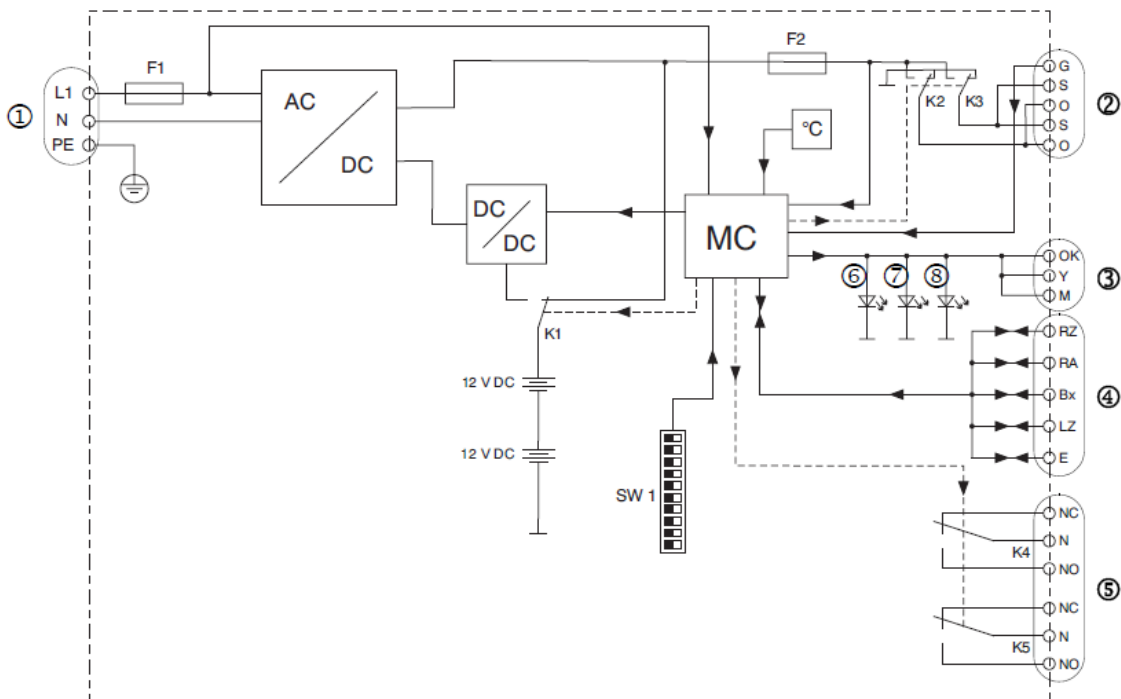 F1
F2
L1
N
PE
①
AC
DC
K2
K3
G
S
O
S
O
②
°C
DC
DC
MC
⑥
⑦
⑧
OK
Y
M
③
K1
12 V DC
12 V DC
SW 1
RZ
RA
Bx
LZ
E
④
NC
N
K4
NO
NC
N
K5
NO
⑤